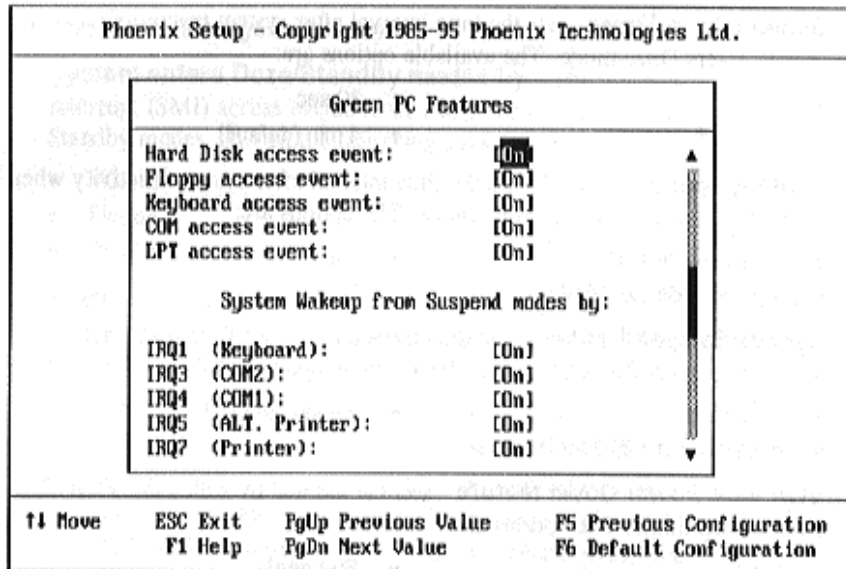 Phoenix Setup - Copyright 1985-95 Phoenix Technologies Ltd.
Green PC Features
Hard Disk access event: [On]
Floppy access event: [On]
Keyboard access event: [On]
COM access event: [On]
LPT access event: [On]
System Wakeup from Suspend modes by:
IRQ1 (Keyboard): [On]
IRQ3 (COM2): [On]
IRQ4 (COM1): [On]
IRQ5 (ALT. Printer): [On]
IRQ7 (Printer): [On]
↑↓ Move ESC Exit PgUp Previous Value F5 Previous Configuration
F1 Help PgDn Next Value F6 Default Configuration